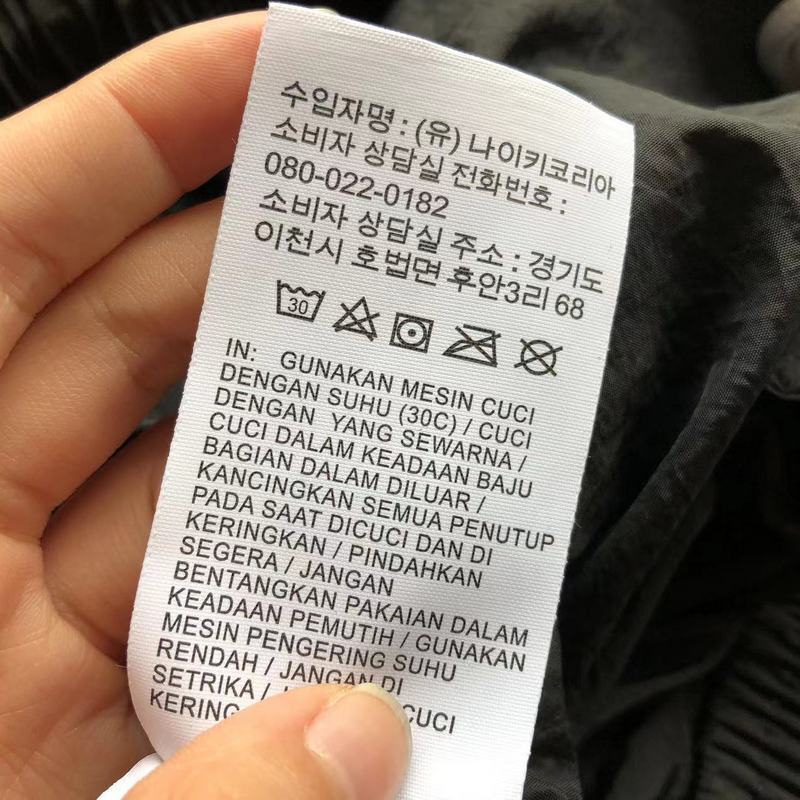 수입자명 : (유) 나이키코리아
소비자 상담실 전화번호 :
080-022-0182
소비자 상담실 주소 : 경기도
이천시 호법면 후안3리 68
30
IN: GUNAKAN MESIN CUCI
DENGAN SUHU (30C) / CUCI
DENGAN YANG SEWARNA /
CUCI DALAM KEADAAN BAJU
BAGIAN DALAM DILUAR /
KANCINGKAN SEMUA PENUTUP
PADA SAAT DICUCI DAN DI
KERINGKAN / PINDAHKAN
SEGERA / JANGAN
BENTANGKAN PAKAIAN DALAM
KEADAAN PEMUTIH / GUNAKAN
MESIN PENGERING SUHU
RENDAH / JANGAN DI
SETRIKA /
KERING CUCI